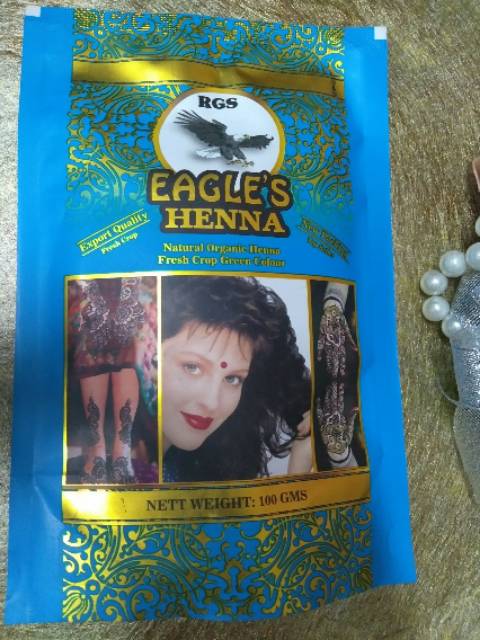 RGS
EAGLE'S
HENNA
Export Quality
Fresh Crop
Natural Organic Henna
Fresh Crop Green Colour
NETT WEIGHT: 100 GMS